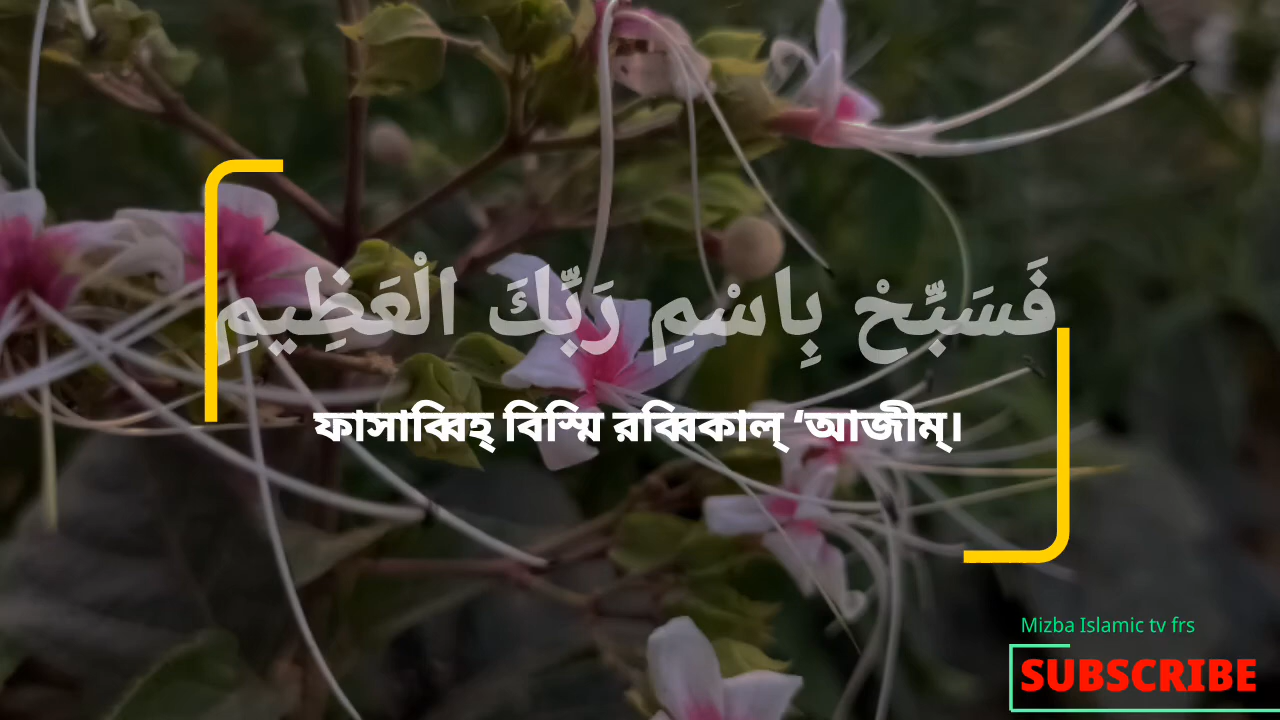 فَسَبِّحْ بِاسْمِ رَبِّكَ الْعَظِيمِ
ফাসাব্বিহ্ বিস্মি রব্বিকাল্ ‘আজীম্।
Mizba Islamic tv frs
SUBSCRIBE